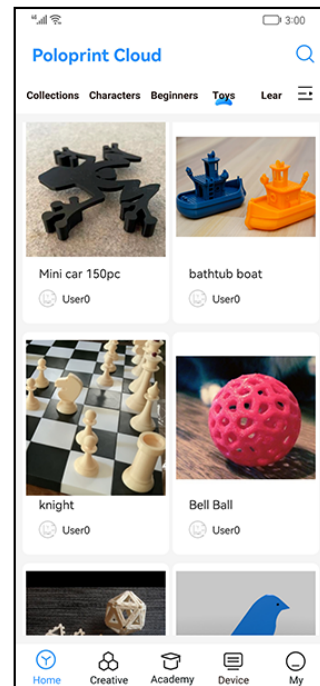 3:00
Poloprint Cloud
Collections Characters Beginners Toys Lear
Mini car 150pc
bathtub boat
User0
User0
knight
Bell Ball
User0
User0
Home Creative Academy Device My